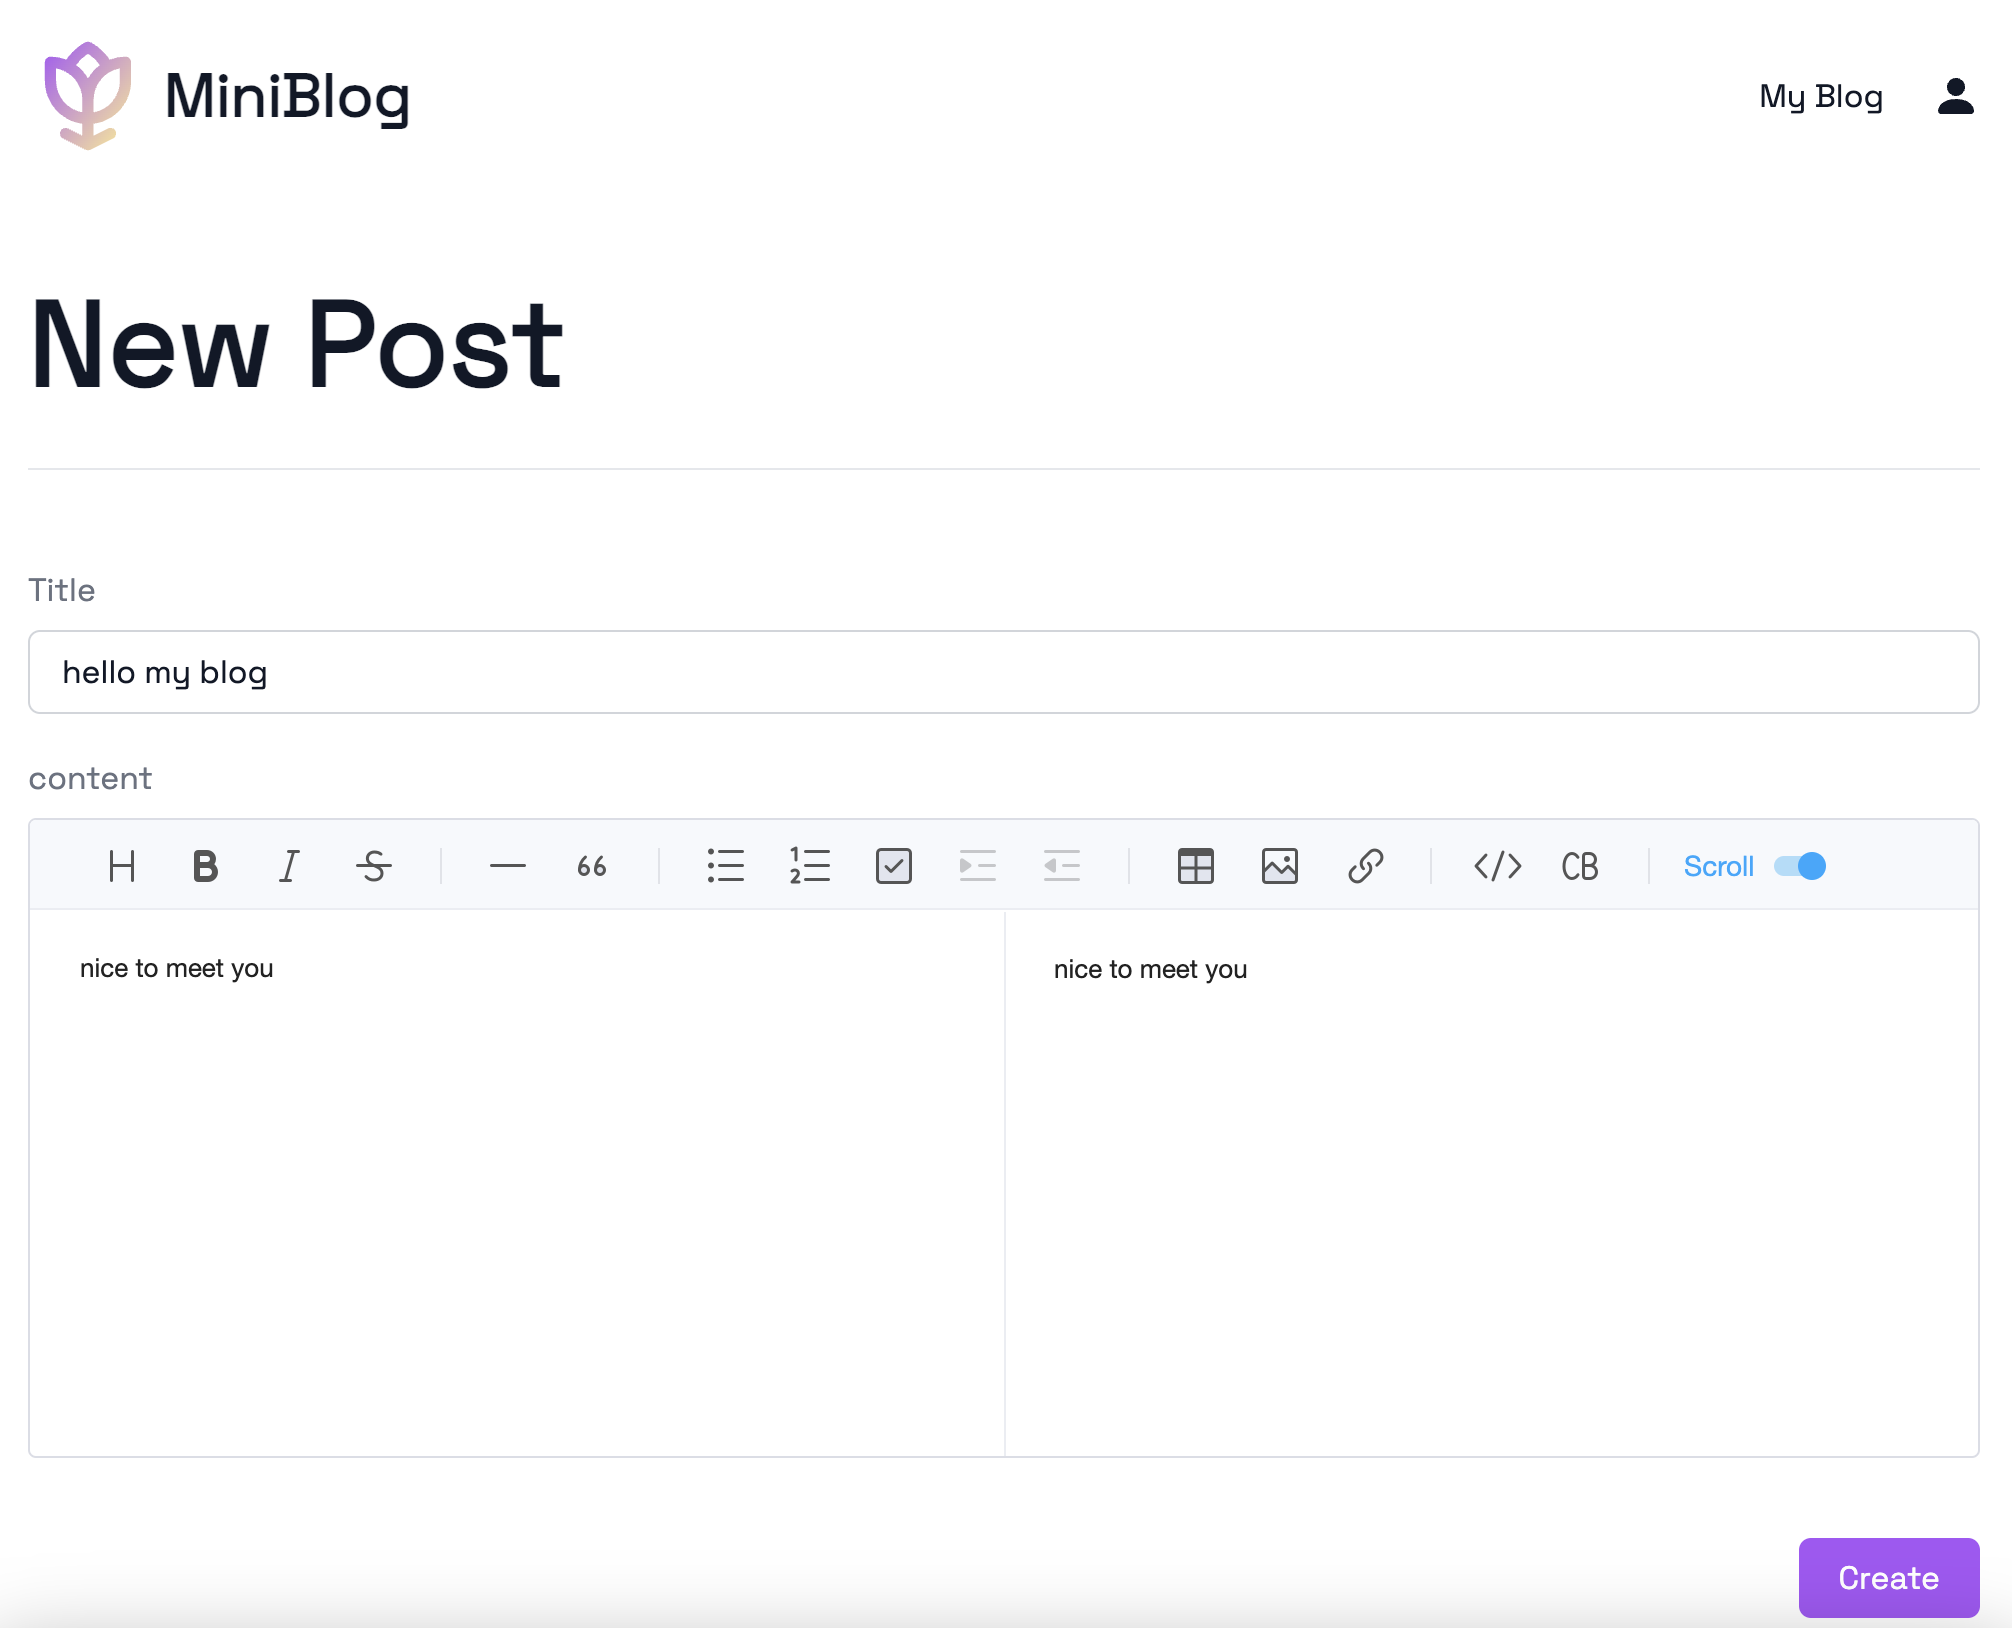 MiniBlog
My Blog
New Post
Title
hello my blog
content
H B I S 66 CB Scroll
nice to meet you
nice to meet you
Create